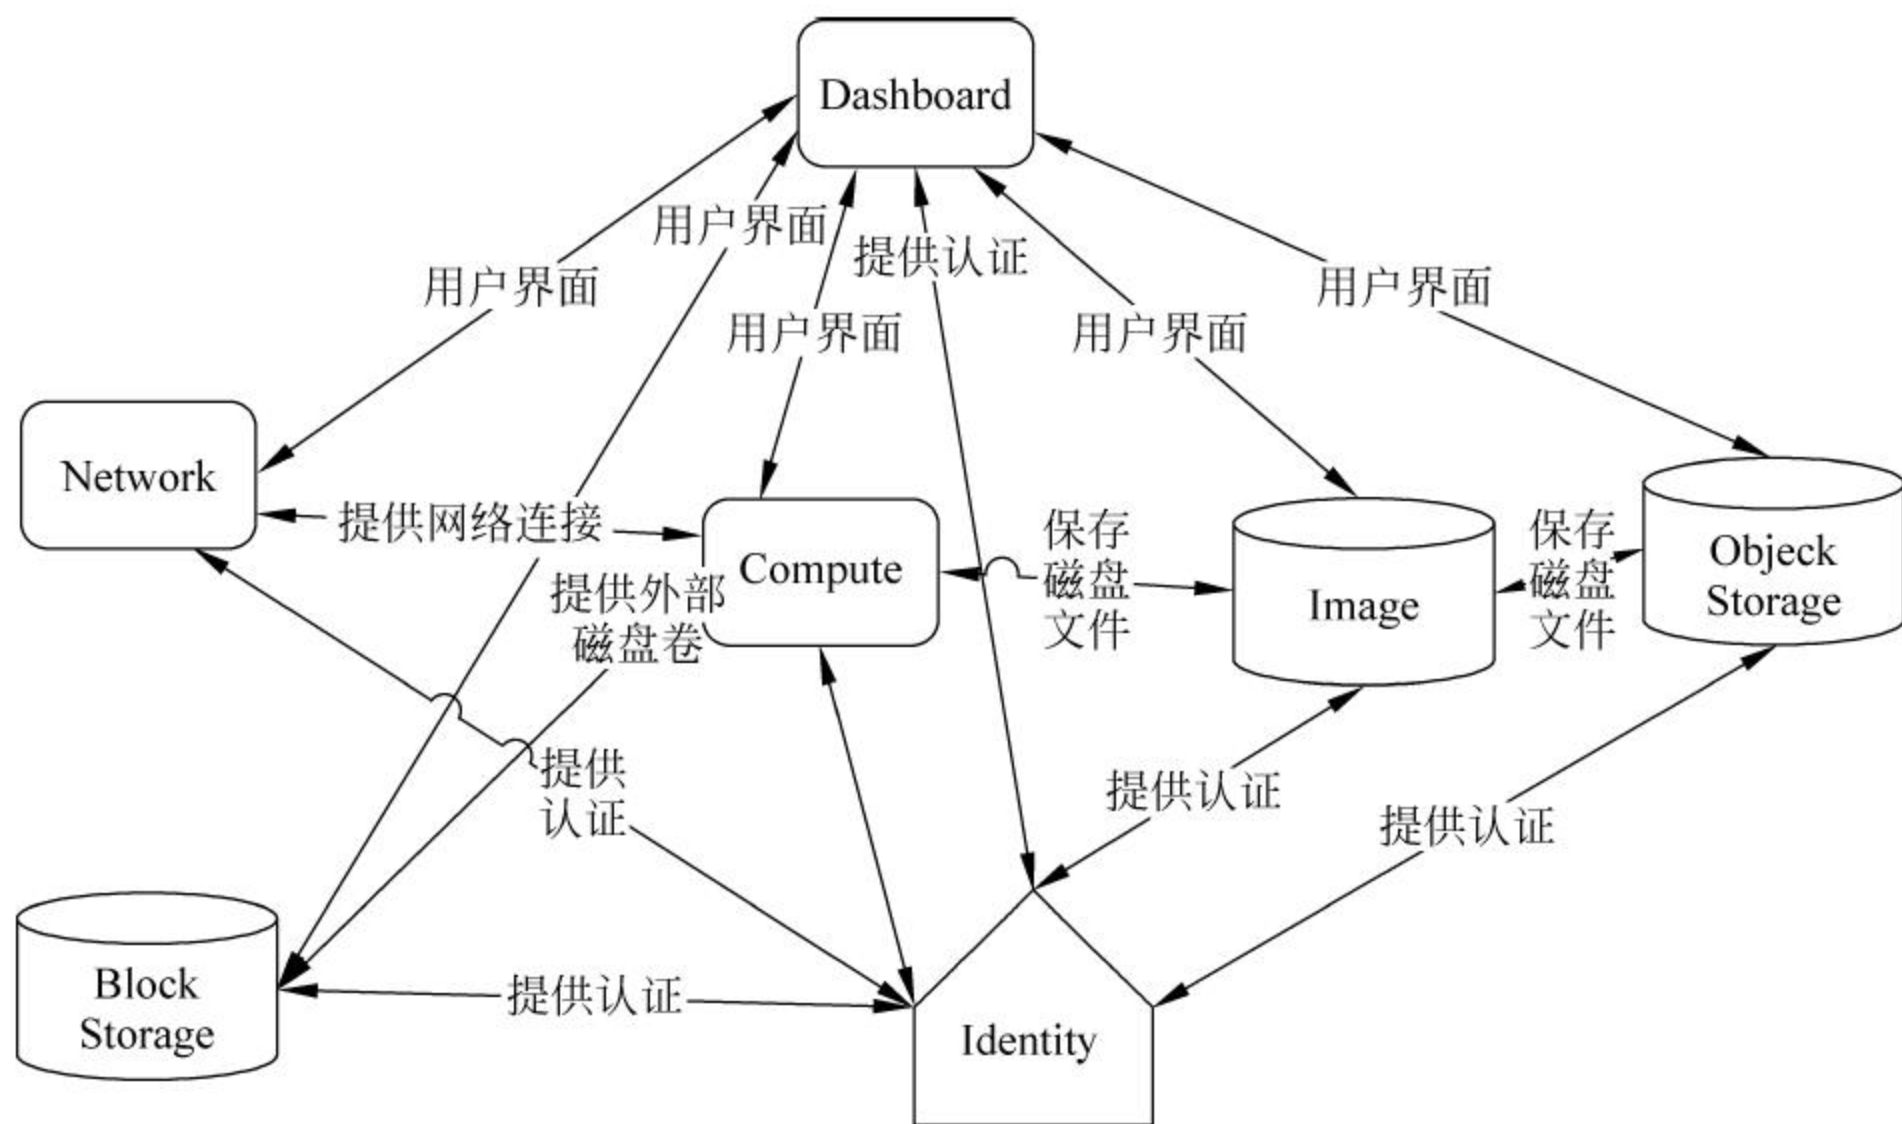 Dashboard
用户界面
提供认证
用户界面
用户界面
用户界面
用户界面
Network
提供网络连接
Compute
保存
磁盘
文件
Image
保存
磁盘
文件
Objeck
Storage
提供外部
磁盘卷
提供
认证
提供认证
提供认证
Block
Storage
提供认证
Identity